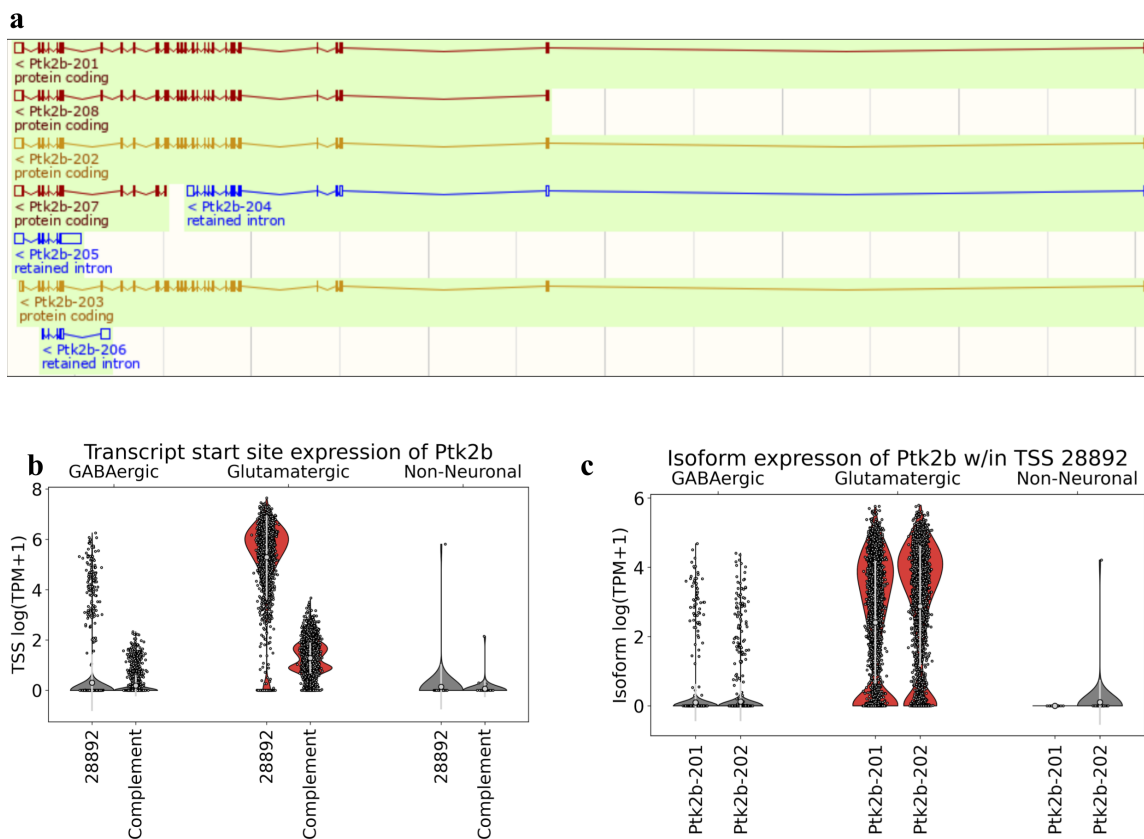 a
< Ptk2b-201
protein coding
< Ptk2b-208
protein coding
< Ptk2b-202
protein coding
< Ptk2b-207
protein coding
< Ptk2b-204
retained intron
< Ptk2b-205
retained intron
< Ptk2b-203
protein coding
< Ptk2b-206
retained intron
b
Transcript start site expression of Ptk2b
GABAergic Glutamatergic Non-Neuronal
TSS log(TPM+1)
8
6
4
2
0
28892 Complement 28892 Complement 28892 Complement
c
Isoform expresson of Ptk2b w/in TSS 28892
GABAergic Glutamatergic Non-Neuronal
Isoform log(TPM+1)
6
4
2
0
Ptk2b-201 Ptk2b-202 Ptk2b-201 Ptk2b-202 Ptk2b-201 Ptk2b-202